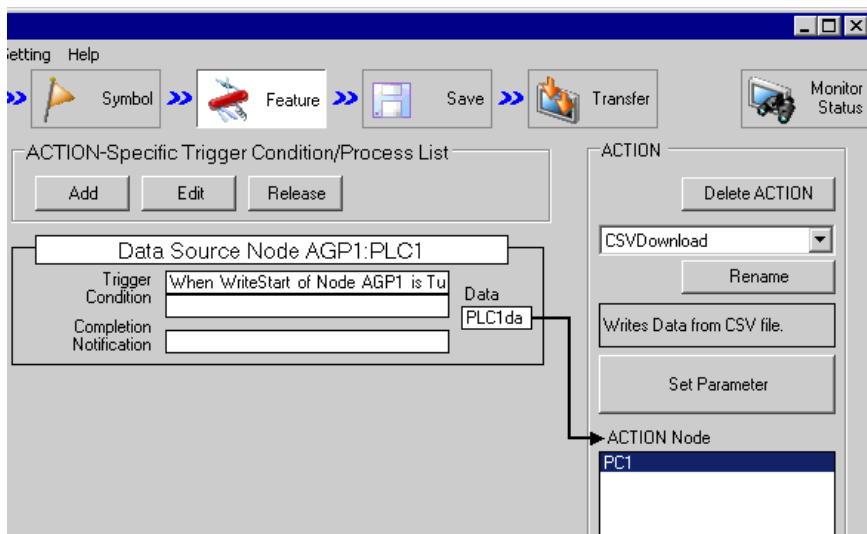 Setting Help
Symbol Feature Save Transfer Monitor
Status
ACTION-Specific Trigger Condition/Process List
Add Edit Release
Data Source Node AGP1:PLC1
Trigger
Condition
When WriteStart of Node AGP1 is Tu
Data
PLC1da
Completion
Notification
ACTION
Delete ACTION
CSVDownload
Rename
Writes Data from CSV file.
Set Parameter
ACTION Node
PC1